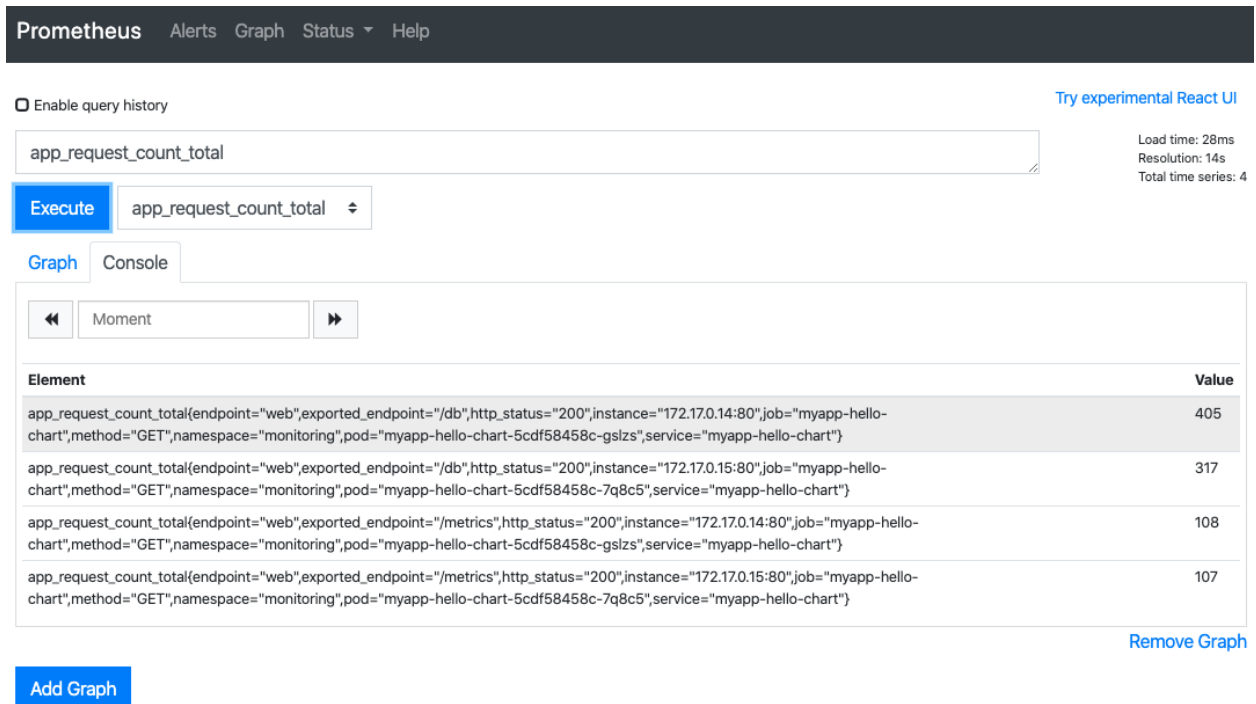 Prometheus Alerts Graph Status Help
Enable query history
Try experimental React UI
app_request_count_total
Load time: 28ms
Resolution: 14s
Total time series: 4
Execute app_request_count_total
Graph Console
Moment
Element Value
app_request_count_total{endpoint="web",exported_endpoint="/db",http_status="200",instance="172.17.0.14:80",job="myapp-hello- 405
chart",method="GET",namespace="monitoring",pod="myapp-hello-chart-5cdf58458c-gslzs",service="myapp-hello-chart"}
app_request_count_total{endpoint="web",exported_endpoint="/db",http_status="200",instance="172.17.0.15:80",job="myapp-hello- 317
chart",method="GET",namespace="monitoring",pod="myapp-hello-chart-5cdf58458c-7q8c5",service="myapp-hello-chart"}
app_request_count_total{endpoint="web",exported_endpoint="/metrics",http_status="200",instance="172.17.0.14:80",job="myapp-hello- 108
chart",method="GET",namespace="monitoring",pod="myapp-hello-chart-5cdf58458c-gslzs",service="myapp-hello-chart"}
app_request_count_total{endpoint="web",exported_endpoint="/metrics",http_status="200",instance="172.17.0.15:80",job="myapp-hello- 107
chart",method="GET",namespace="monitoring",pod="myapp-hello-chart-5cdf58458c-7q8c5",service="myapp-hello-chart"}
Remove Graph
Add Graph